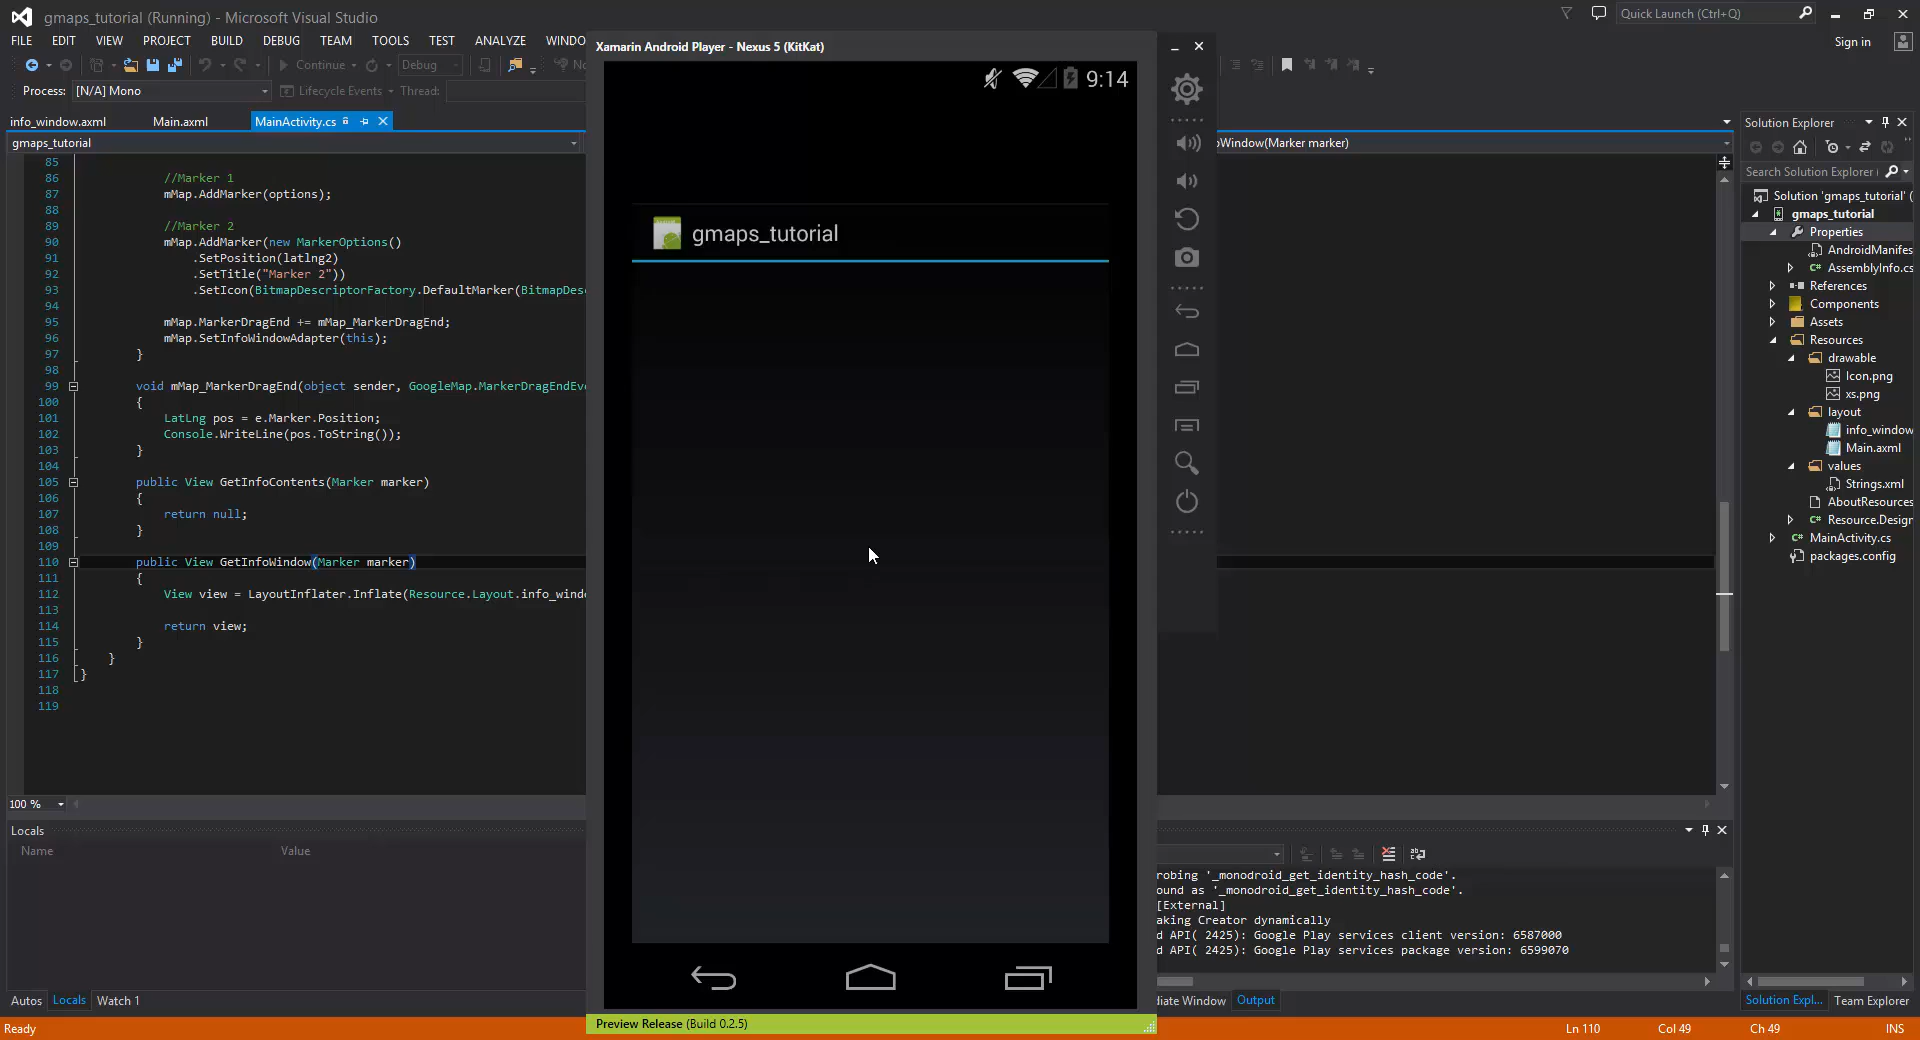 gmaps_tutorial (Running) - Microsoft Visual Studio
Quick Launch (Ctrl+Q)
FILE EDIT VIEW PROJECT BUILD DEBUG TEAM TOOLS TEST ANALYZE WINDO
Sign in
Continue
Debug
No
Process: [N/A] Mono
Lifecycle Events
Thread:
info_window.axml
Main.axml
MainActivity.cs
gmaps_tutorial
oWindow(Marker marker)
85
86 //Marker 1
87 mMap.AddMarker(options);
88
89 //Marker 2
90 mMap.AddMarker(new MarkerOptions()
91 .SetPosition(latlng2)
92 .SetTitle("Marker 2"))
93 .SetIcon(BitmapDescriptorFactory.DefaultMarker(BitmapDes
94
95 mMap.MarkerDragEnd += mMap_MarkerDragEnd;
96 mMap.SetInfoWindowAdapter(this);
97 }
98
99 void mMap_MarkerDragEnd(object sender, GoogleMap.MarkerDragEndEv
100 {
101 LatLng pos = e.Marker.Position;
102 Console.WriteLine(pos.ToString());
103 }
104
105 public View GetInfoContents(Marker marker)
106 {
107 return null;
108 }
109
110 public View GetInfoWindow(Marker marker)
111 {
112 View view = LayoutInflater.Inflate(Resource.Layout.info_wind
113
114 return view;
115 }
116 }
117 }
118
119
100 %
Locals
Name Value
Autos Locals Watch 1
Ready
Xamarin Android Player - Nexus 5 (KitKat)
9:14
gmaps_tutorial
Preview Release (Build 0.2.5)
robing '_monodroid_get_identity_hash_code'.
ound as '_monodroid_get_identity_hash_code'.
[External]
aking Creator dynamically
d API( 2425): Google Play services client version: 6587000
d API( 2425): Google Play services package version: 6599070
diate Window Output
Solution Explorer
Search Solution Explorer
Solution 'gmaps_tutorial' (
gmaps_tutorial
Properties
AndroidManifes
AssemblyInfo.cs
References
Components
Assets
Resources
drawable
Icon.png
xs.png
layout
info_window
Main.axml
values
Strings.xml
AboutResources
Resource.Design
MainActivity.cs
packages.config
Solution Expl... Team Explorer
Ln 110 Col 49 Ch 49 INS